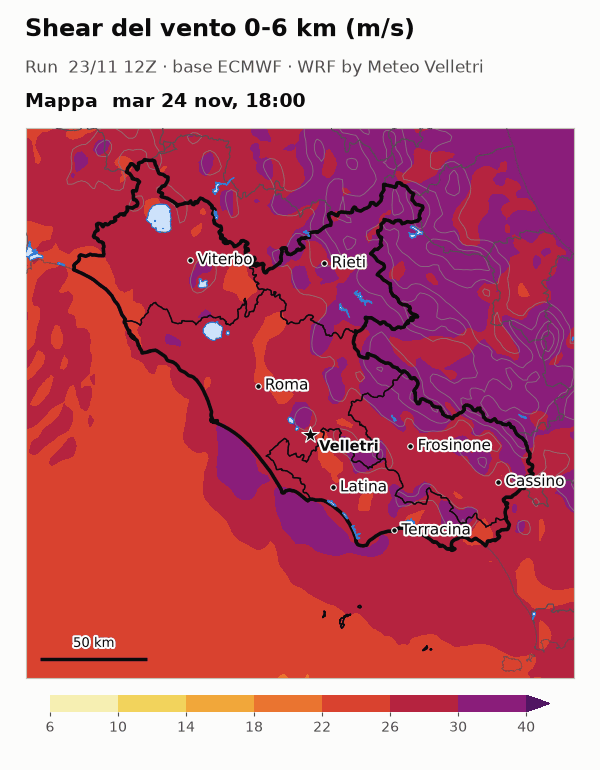 Shear del vento 0-6 km (m/s)
Run  23/11 12Z · base ECMWF · WRF by Meteo Velletri
Mappa  mar 24 nov, 18:00
Viterbo
Rieti
Roma
Velletri
Frosinone
Latina
Cassino
Terracina
50 km
6 10 14 18 22 26 30 40